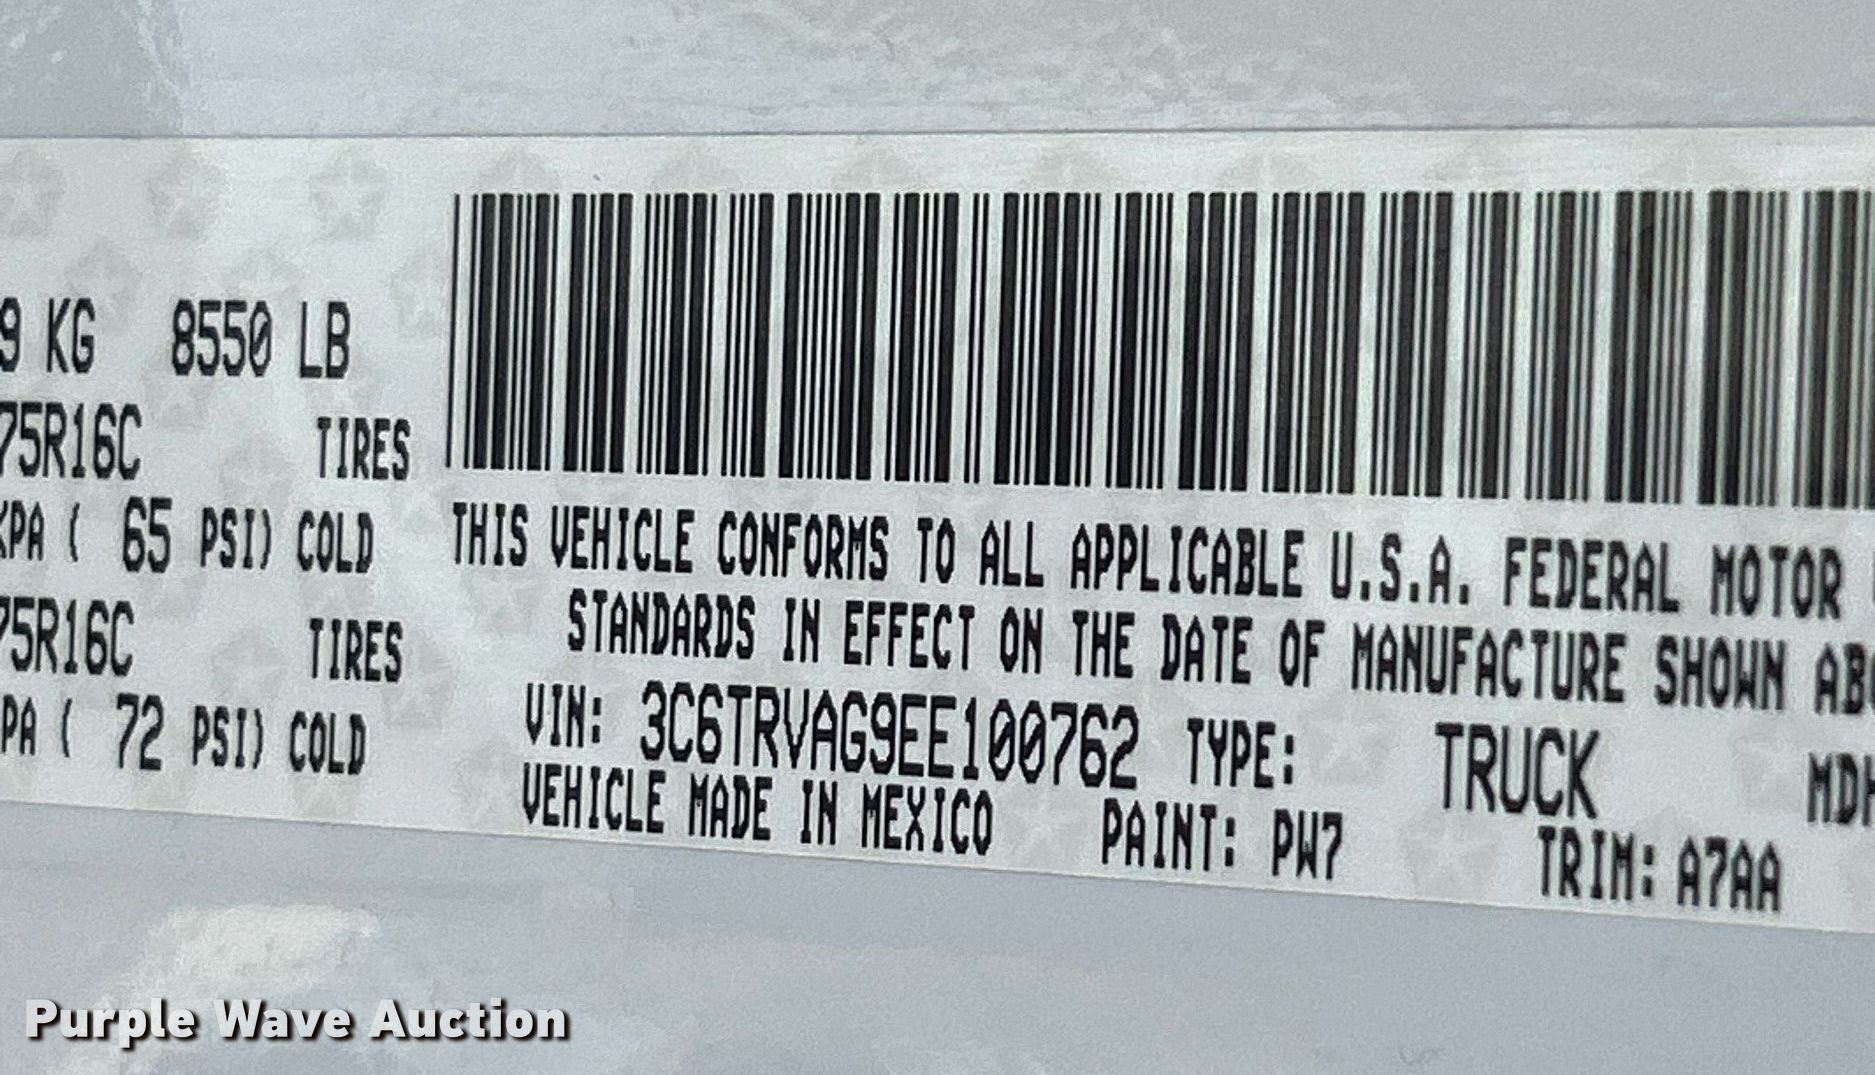 9 KG 8550 LB
75R16C TIRES
KPA ( 65 PSI) COLD
75R16C TIRES
PA ( 72 PSI) COLD
THIS VEHICLE CONFORMS TO ALL APPLICABLE U.S.A. FEDERAL MOTOR
STANDARDS IN EFFECT ON THE DATE OF MANUFACTURE SHOWN AB
VIN: 3C6TRVAG9EE100762 TYPE: TRUCK MDH
VEHICLE MADE IN MEXICO PAINT: PW7 TRIM: A7AA
Purple Wave Auction